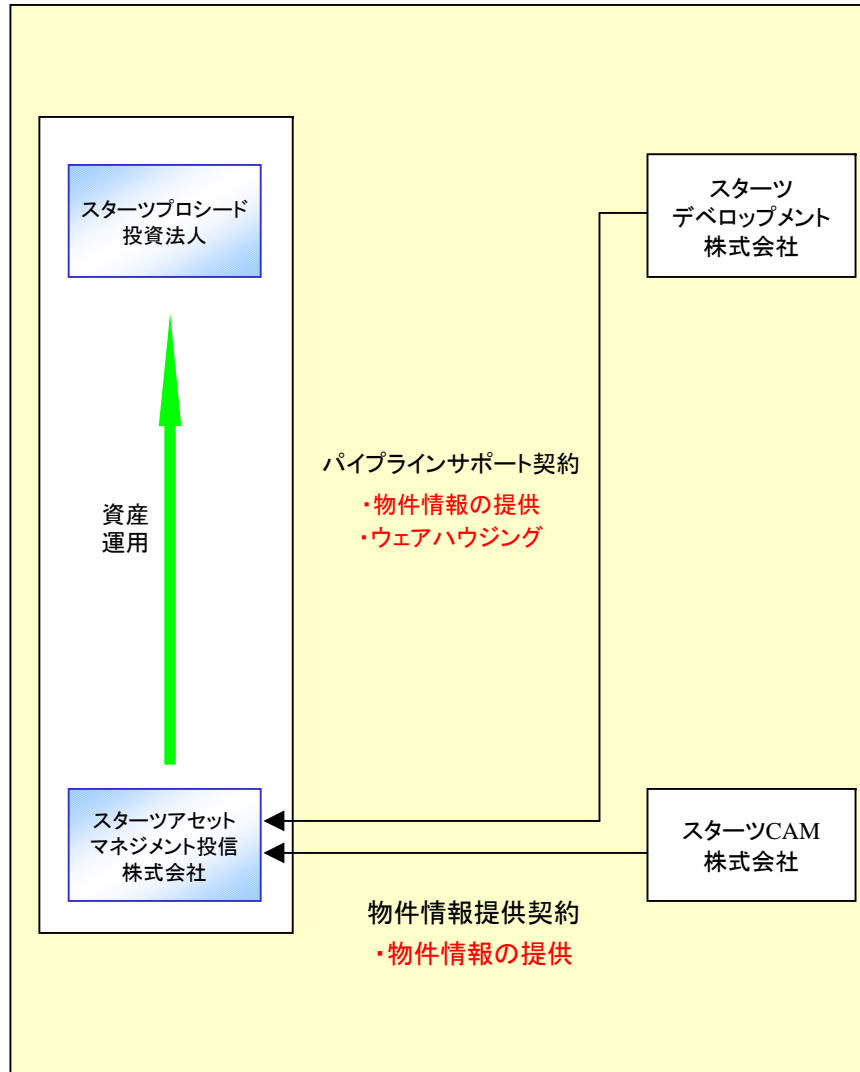 スターツプロシード
投資法人
スターツ
デベロップメント
株式会社
パイプラインサポート契約
・物件情報の提供
・ウェアハウジング
資産
運用
スターツアセット
マネジメント投信
株式会社
スターツCAM
株式会社
物件情報提供契約
・物件情報の提供